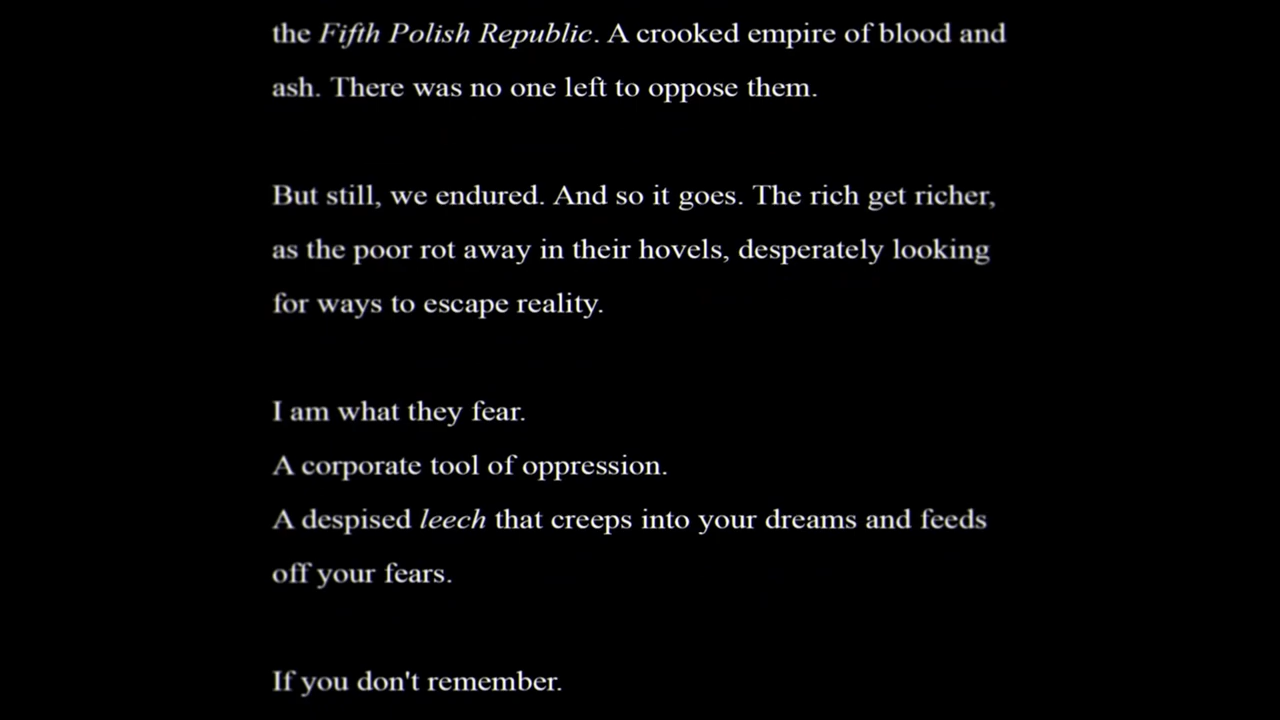 the Fifth Polish Republic. A crooked empire of blood and
ash. There was no one left to oppose them.
But still, we endured. And so it goes. The rich get richer,
as the poor rot away in their hovels, desperately looking
for ways to escape reality.
I am what they fear.
A corporate tool of oppression.
A despised leech that creeps into your dreams and feeds
off your fears.
If you don't remember.